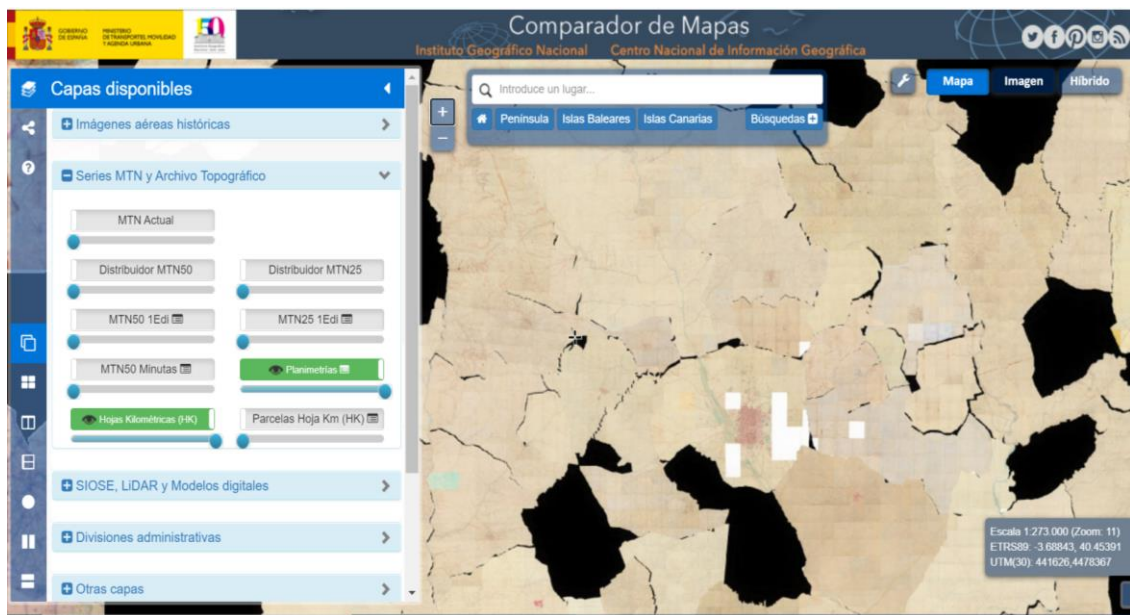 GOBIERNO
DE ESPAÑA
MINISTERIO
DE TRANSPORTES, MOVILIDAD
Y AGENDA URBANA
Comparador de Mapas
Instituto Geográfico Nacional Centro Nacional de Información Geográfica
Capas disponibles
Imágenes aéreas históricas
Series MTN y Archivo Topográfico
MTN Actual
Distribuidor MTN50 Distribuidor MTN25
MTN50 1Edi MTN25 1Edi
MTN50 Minutas Planimetrías
Hojas Kilométricas (HK) Parcelas Hoja Km (HK)
SIOSE, LiDAR y Modelos digitales
Divisiones administrativas
Otras capas
Introduce un lugar...
Península Islas Baleares Islas Canarias Búsquedas
Mapa Imagen Híbrido
Escala 1:273.000 (Zoom: 11)
ETRS89: -3.68843, 40.45391
UTM(30): 441626,4478367